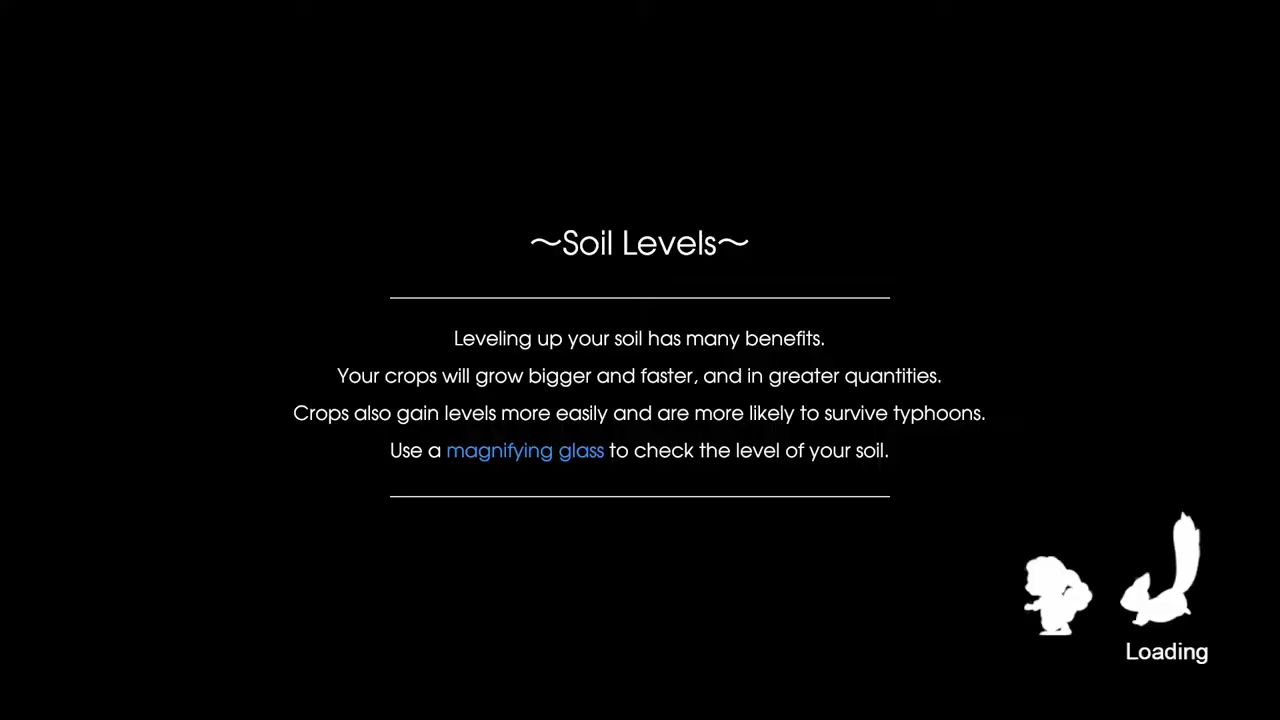 〜Soil Levels〜
Leveling up your soil has many benefits.
Your crops will grow bigger and faster, and in greater quantities.
Crops also gain levels more easily and are more likely to survive typhoons.
Use a magnifying glass to check the level of your soil.
Loading